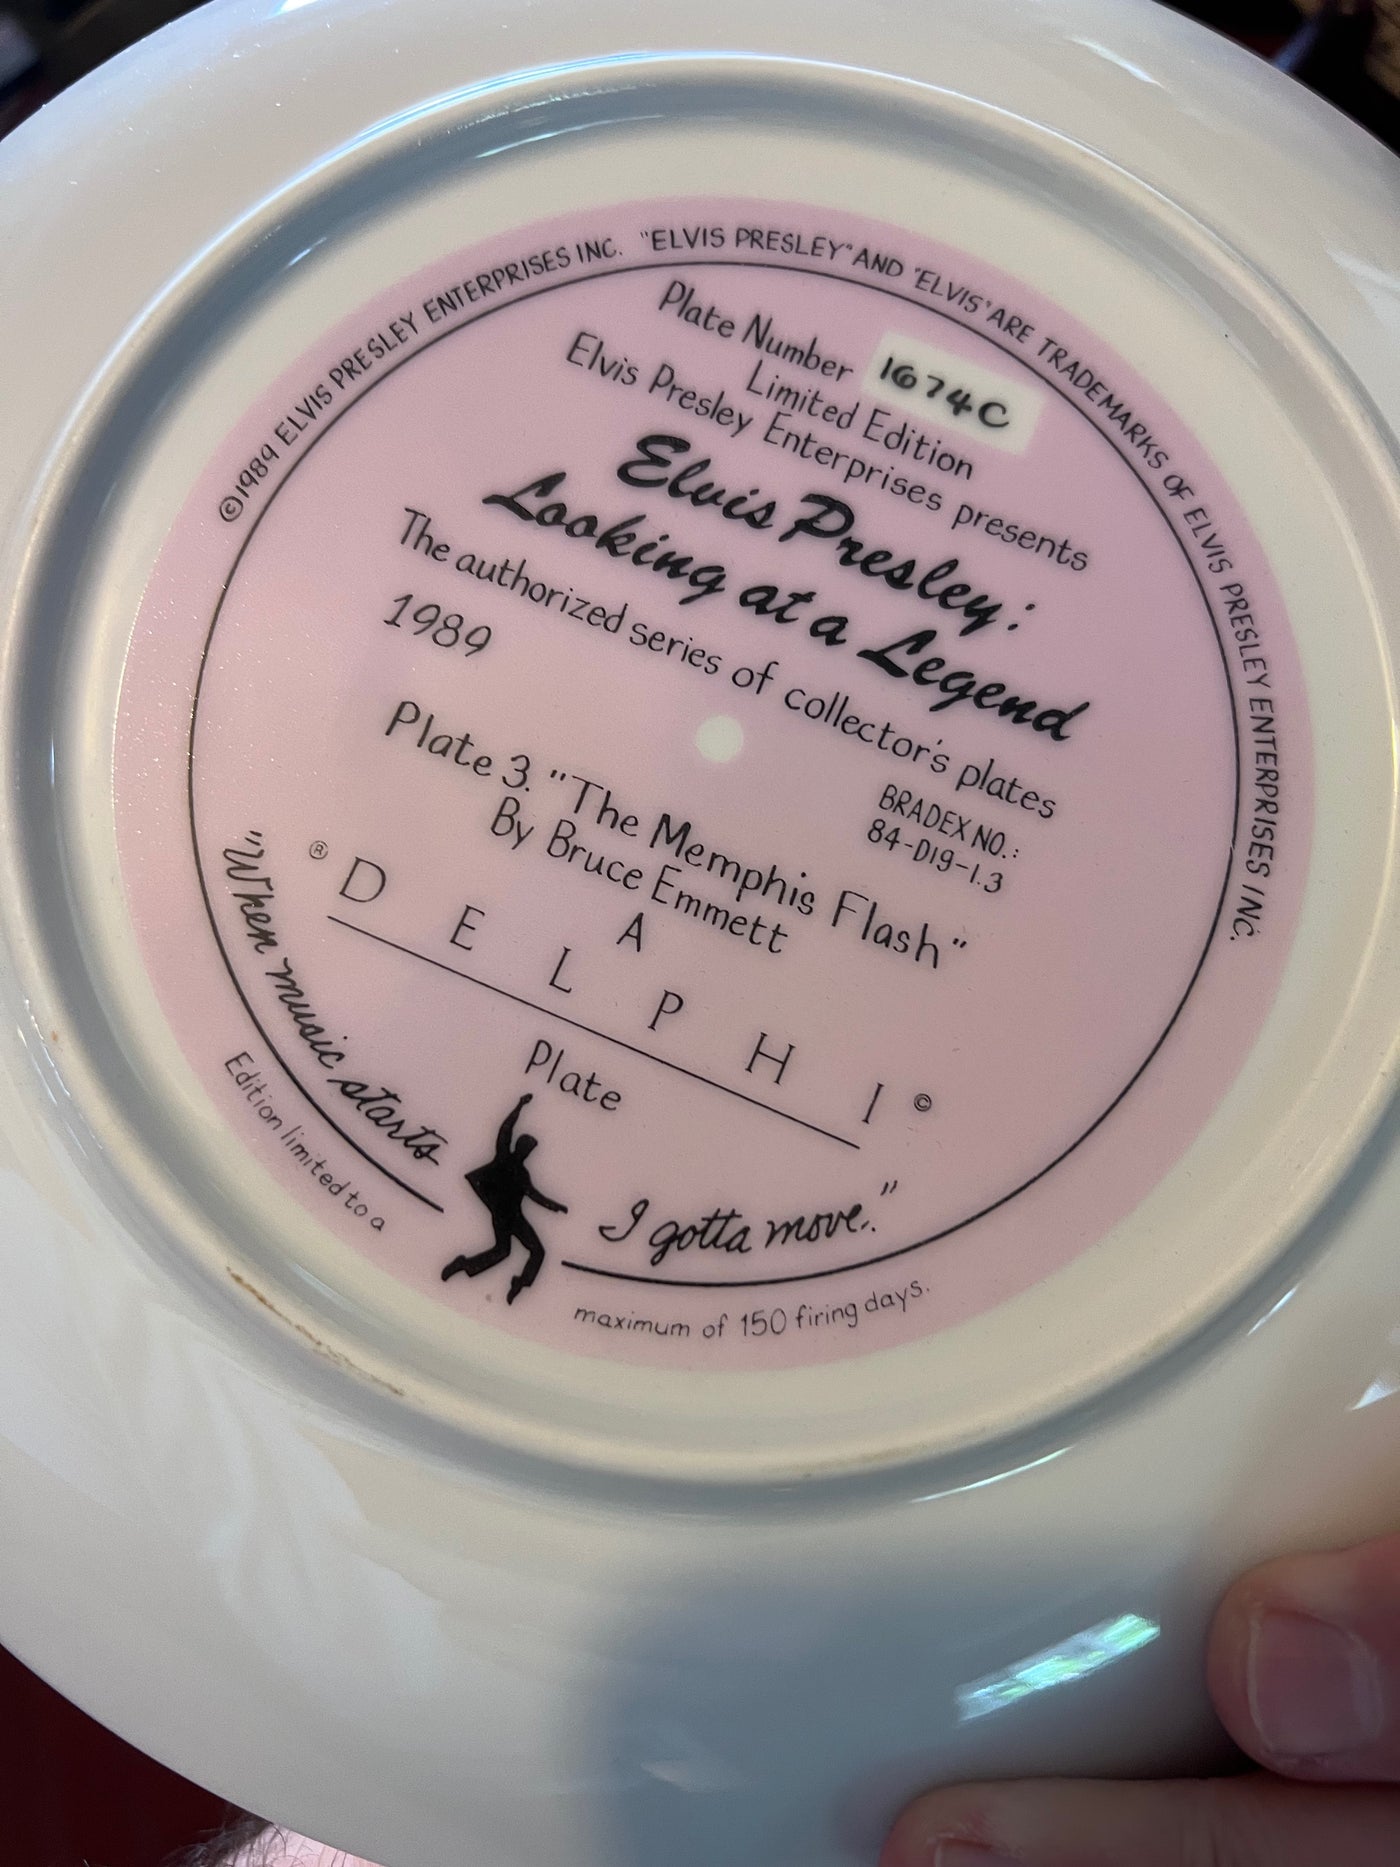 ©1989 ELVIS PRESLEY ENTERPRISES INC. "ELVIS PRESLEY" AND "ELVIS" ARE TRADEMARKS OF ELVIS PRESLEY ENTERPRISES INC.
Plate Number 1674C
Limited Edition
Elvis Presley Enterprises presents
Elvis Presley:
Looking at a Legend
The authorized series of collector's plates
1989
BRADEX NO.:
84-D19-1.3
Plate 3. "The Memphis Flash"
By Bruce Emmett
A
® DELPHI ©
Plate
"When music starts I gotta move.."
Edition limited to a maximum of 150 firing days.